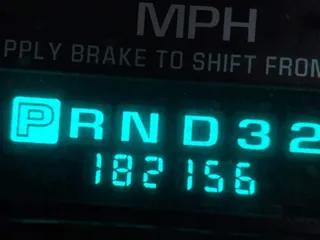 MPH
PPLY BRAKE TO SHIFT FROM
P R N D 3 2
182156